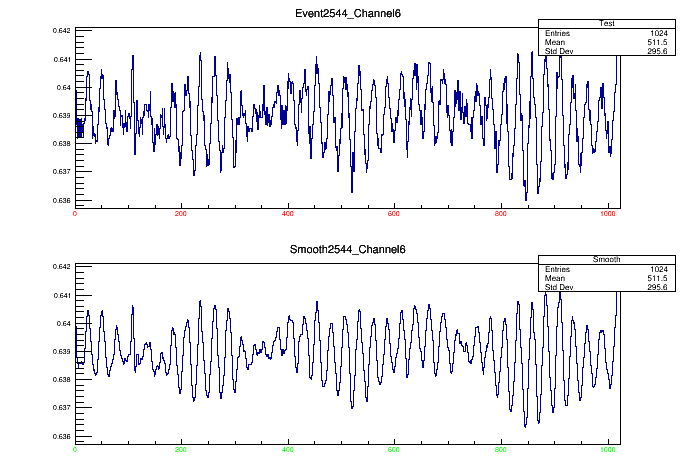 Event2544_Channel6
Test
Entries 1024
Mean 511.5
Std Dev 295.6
0.642
0.641
0.64
0.639
0.638
0.637
0.636
0 200 400 600 800 1000
Smooth2544_Channel6
Smooth
Entries 1024
Mean 511.5
Std Dev 295.6
0.642
0.641
0.64
0.639
0.638
0.637
0.636
0 200 400 600 800 1000